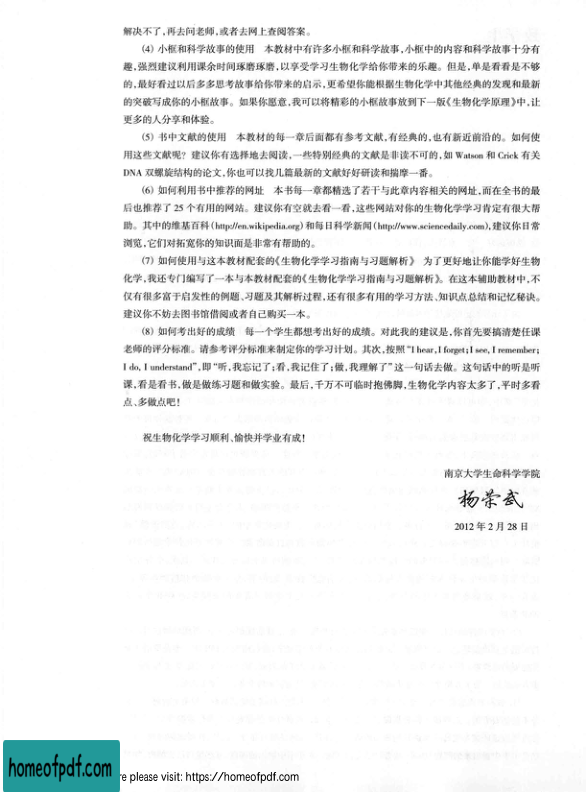 解决不了,再去问老师,或者去网上查阅答案。
(4) 小框和科学故事的使用 本教材中有许多小框和科学故事,小框中的内容和科学故事十分有
趣,强烈建议利用课余时间琢磨琢磨,以享受学习生物化学给你带来的乐趣。但是,单是看看是不够
的,最好看过以后多多思考故事给你带来的启示,更希望你能根据生物化学中其他经典的发现和最新
的突破写成你的小框故事。如果你愿意,我可以将精彩的小框故事放到下一版《生物化学原理》中,让
更多的人分享和体验。
(5) 书中文献的使用 本教材的每一章后面都有参考文献,有经典的,也有新近前沿的。如何使
用这些文献呢? 建议你有选择地去阅读,一些特别经典的文献是非读不可的,如 Watson 和 Crick 有关
DNA 双螺旋结构的论文,你也可以找几篇最新的文献好好研读和揣摩一番。
(6) 如何利用书中推荐的网址 本书每一章都精选了若干与此章内容相关的网址,而在全书的最
后也推荐了 25 个有用的网站。建议你有空就去看一看,这些网站对你的生物化学学习肯定有很大帮
助。其中的维基百科(http://en.wikipedia.org)和每日科学新闻(http://www.sciencedaily.com),建议你日常
浏览,它们对拓宽你的知识面是非常有帮助的。
(7) 如何使用与这本教材配套的《生物化学学习指南与习题解析》 为了更好地让你能学好生物
化学,我还专门编写了一本与本教材配套的《生物化学学习指南与习题解析》。在这本辅助教材中,不
仅有很多富于启发性的例题、习题及其解析过程,还有很多有用的学习方法、知识点总结和记忆秘诀。
建议你不妨去图书馆借阅或者自己购买一本。
(8) 如何考出好的成绩 每一个学生都想考出好的成绩。对此我的建议是,你首先要搞清楚任课
老师的评分标准。请参考评分标准来制定你的学习计划。其次,按照“I hear,I forget;I see, I remember;
I do, I understand”,即“听,我忘记了;看,我记住了;做,我理解了”这一句话去做。这句话中的听是听
课,看是看书,做是做练习题和做实验。最后,千万不可临时抱佛脚,生物化学内容太多了,平时多看
点、多做点吧!
祝生物化学学习顺利、愉快并学业有成!
南京大学生命科学学院
杨荣武
2012 年 2 月 28 日
homeofpdf.com
re please visit: https://homeofpdf.com